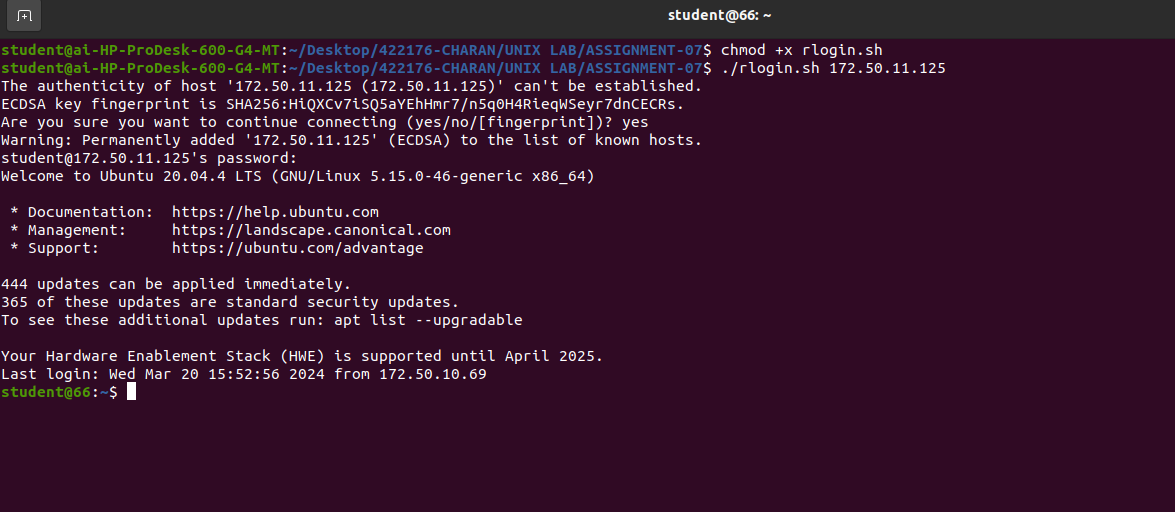 student@66: ~
student@ai-HP-ProDesk-600-G4-MT:~/Desktop/422176-CHARAN/UNIX LAB/ASSIGNMENT-07$ chmod +x rlogin.sh
student@ai-HP-ProDesk-600-G4-MT:~/Desktop/422176-CHARAN/UNIX LAB/ASSIGNMENT-07$ ./rlogin.sh 172.50.11.125
The authenticity of host '172.50.11.125 (172.50.11.125)' can't be established.
ECDSA key fingerprint is SHA256:HiQXCv7iSQ5aYEhHmr7/n5q0H4RieqWSeyr7dnCECRs.
Are you sure you want to continue connecting (yes/no/[fingerprint])? yes
Warning: Permanently added '172.50.11.125' (ECDSA) to the list of known hosts.
student@172.50.11.125's password:
Welcome to Ubuntu 20.04.4 LTS (GNU/Linux 5.15.0-46-generic x86_64)

 * Documentation:  https://help.ubuntu.com
 * Management:     https://landscape.canonical.com
 * Support:        https://ubuntu.com/advantage

444 updates can be applied immediately.
365 of these updates are standard security updates.
To see these additional updates run: apt list --upgradable

Your Hardware Enablement Stack (HWE) is supported until April 2025.
Last login: Wed Mar 20 15:52:56 2024 from 172.50.10.69
student@66:~$